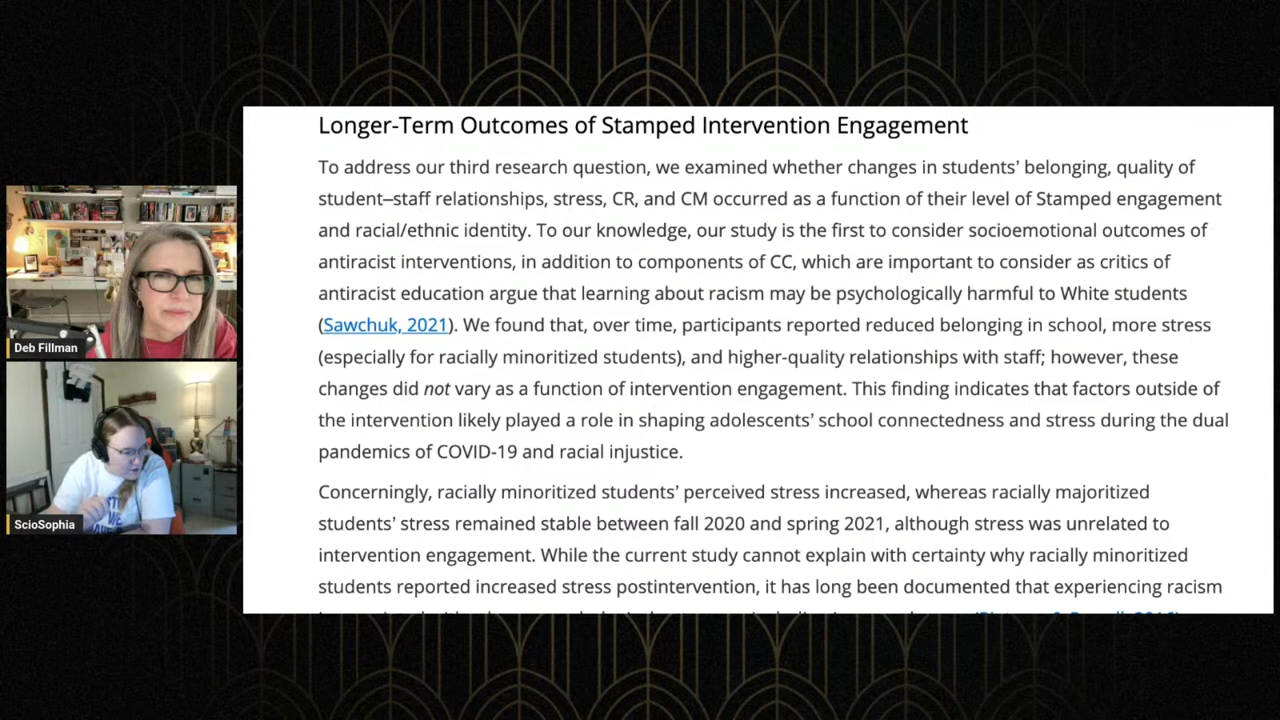 Longer-Term Outcomes of Stamped Intervention Engagement
To address our third research question, we examined whether changes in students' belonging, quality of
student–staff relationships, stress, CR, and CM occurred as a function of their level of Stamped engagement
and racial/ethnic identity. To our knowledge, our study is the first to consider socioemotional outcomes of
antiracist interventions, in addition to components of CC, which are important to consider as critics of
antiracist education argue that learning about racism may be psychologically harmful to White students
(Sawchuk, 2021). We found that, over time, participants reported reduced belonging in school, more stress
(especially for racially minoritized students), and higher-quality relationships with staff; however, these
changes did not vary as a function of intervention engagement. This finding indicates that factors outside of
the intervention likely played a role in shaping adolescents' school connectedness and stress during the dual
pandemics of COVID-19 and racial injustice.
Concerningly, racially minoritized students' perceived stress increased, whereas racially majoritized
students' stress remained stable between fall 2020 and spring 2021, although stress was unrelated to
intervention engagement. While the current study cannot explain with certainty why racially minoritized
students reported increased stress postintervention, it has long been documented that experiencing racism
Deb Fillman
ScioSophia